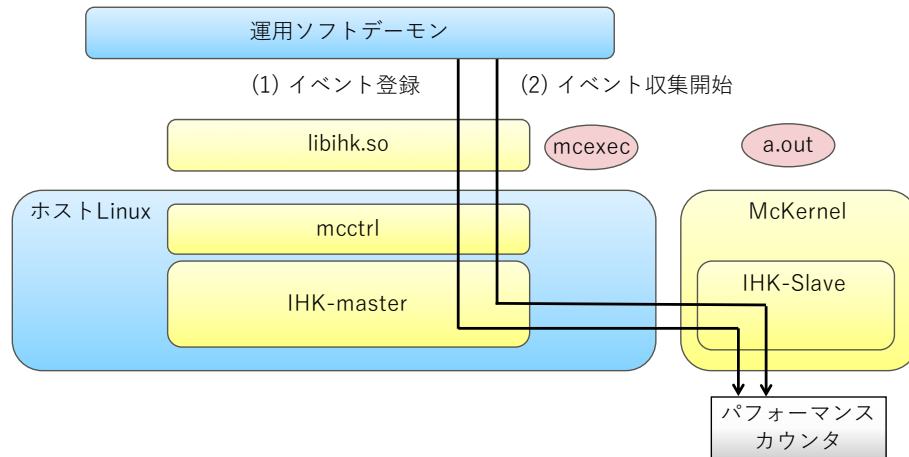 運用ソフトデーモン
(1) イベント登録
(2) イベント収集開始
libihk.so
mcexec
a.out
ホストLinux
McKernel
mcctrl
IHK-master
IHK-Slave
パフォーマンス
カウンタ